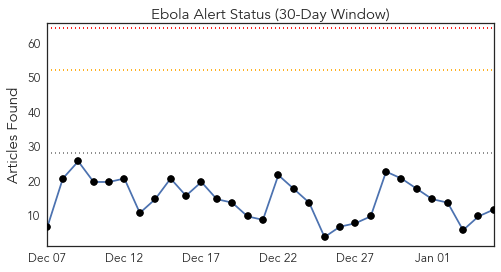 Ebola Alert Status (30-Day Window)
Articles Found
60
50
40
30
20
10
Dec 07
Dec 12
Dec 17
Dec 22
Dec 27
Jan 01